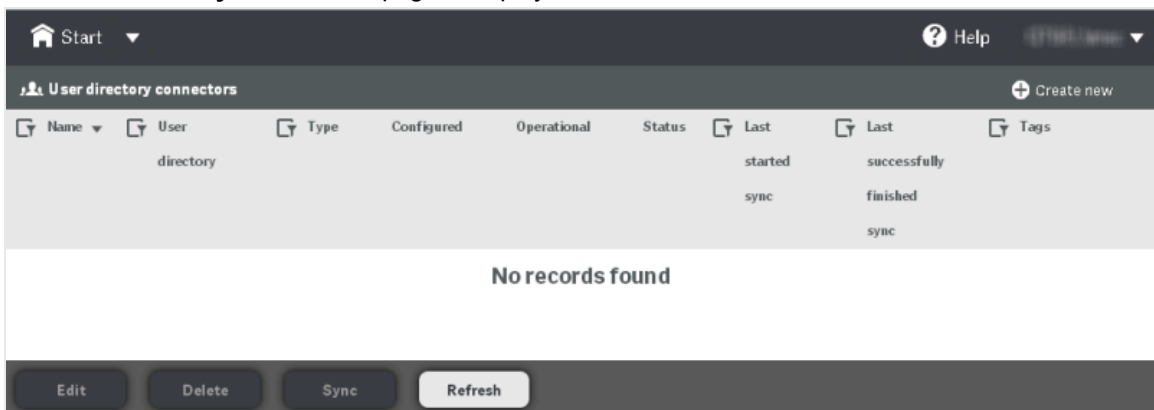 Start
Help
User directory connectors
Create new
Name
User
directory
Type
Configured
Operational
Status
Last
started
sync
Last
successfully
finished
sync
Tags
No records found
Edit
Delete
Sync
Refresh